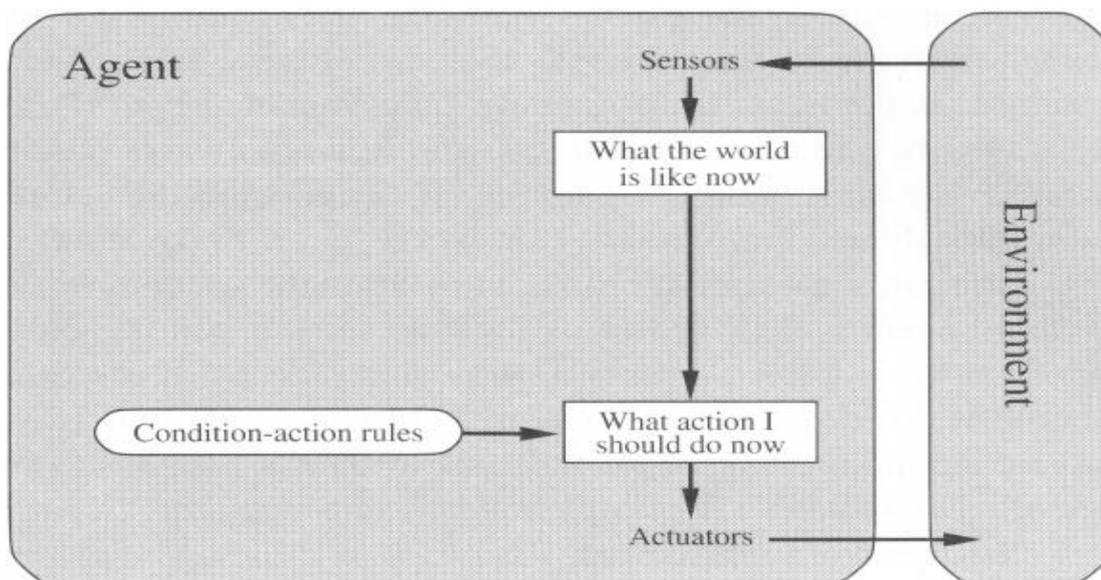 Agent
Sensors
What the world
is like now
Environment
Condition-action rules
What action I
should do now
Actuators